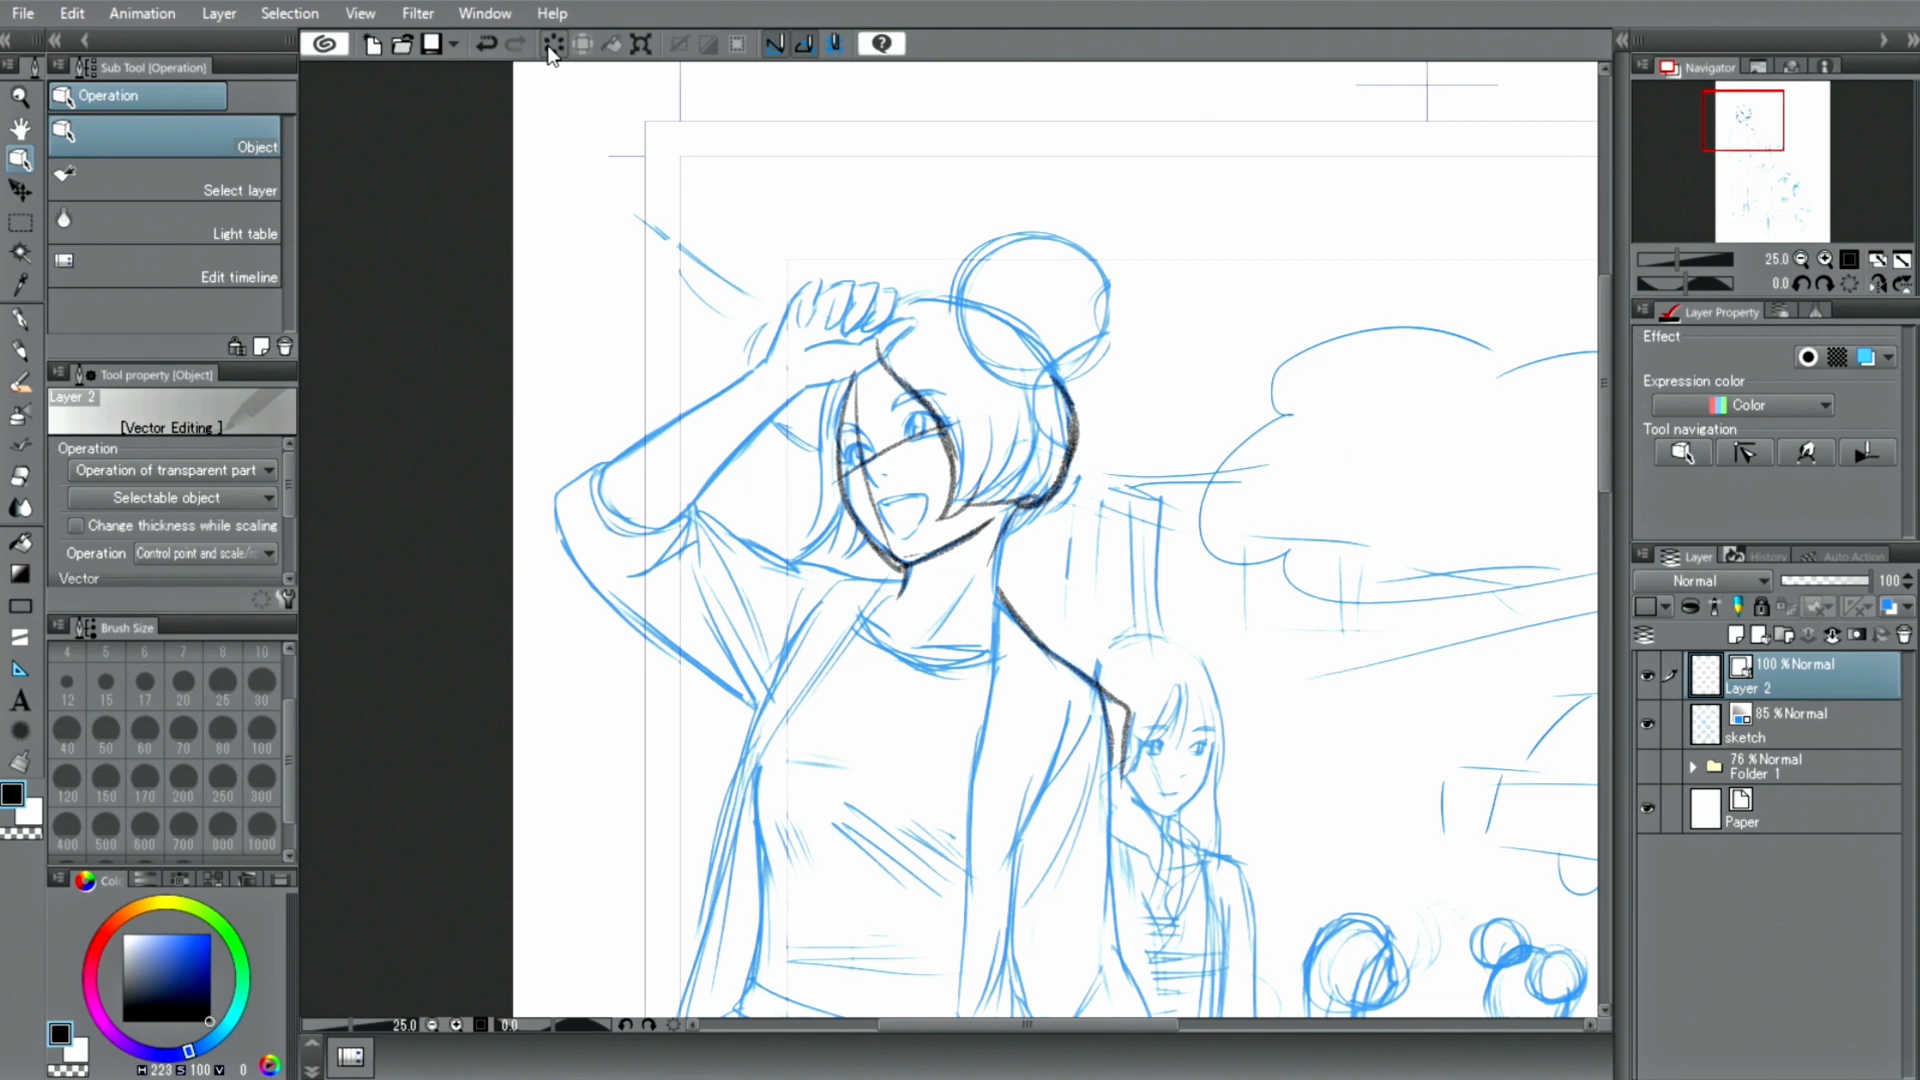 File Edit Animation Layer Selection View Filter Window Help
Sub Tool [Operation]
Operation
Object
Select layer
Light table
Edit timeline
Tool property [Object]
Layer 2
[Vector Editing ]
Operation
Operation of transparent part
Selectable object
Change thickness while scaling
Operation Control point and scale/
Vector
Brush Size
4 5 6 7 8 10
12 15 17 20 25 30
40 50 60 70 80 100
120 150 170 200 250 300
400 500 600 700 800 1000
Col
H 223 S 100 V 0
25.0 0.0
Navigator
25.0
0.0
Layer Property
Effect
Expression color
Color
Tool navigation
Layer History Auto Action
Normal 100
100 % Normal
Layer 2
85 % Normal
sketch
76 % Normal
Folder 1
Paper
A
?